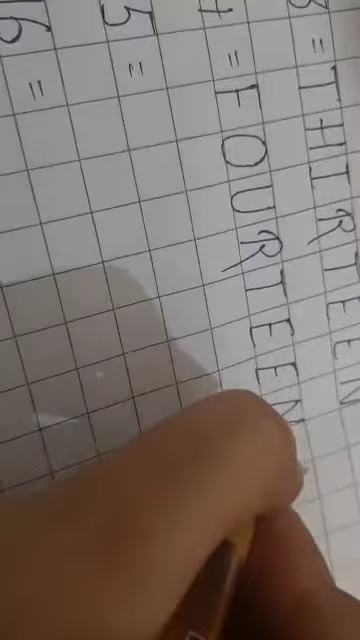 3 = THIRTEEN
4 = FOURTEEN
5 =
16 =